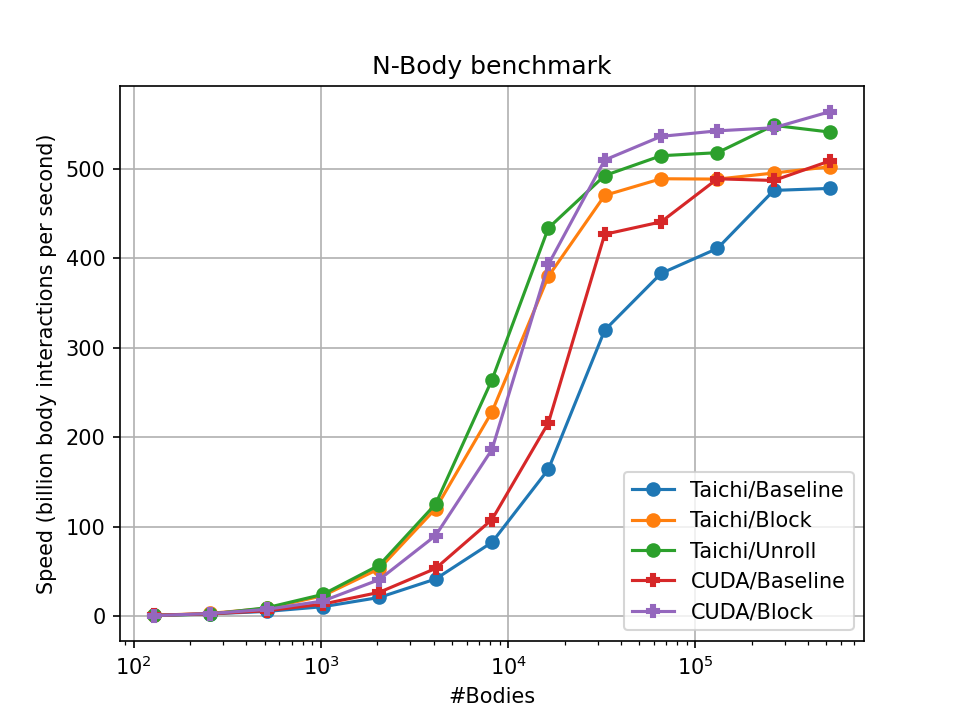 N-Body benchmark
Speed (billion body interactions per second)
500
400
300
200
100
0
10²
10³
10⁴
10⁵
#Bodies
Taichi/Baseline
Taichi/Block
Taichi/Unroll
CUDA/Baseline
CUDA/Block